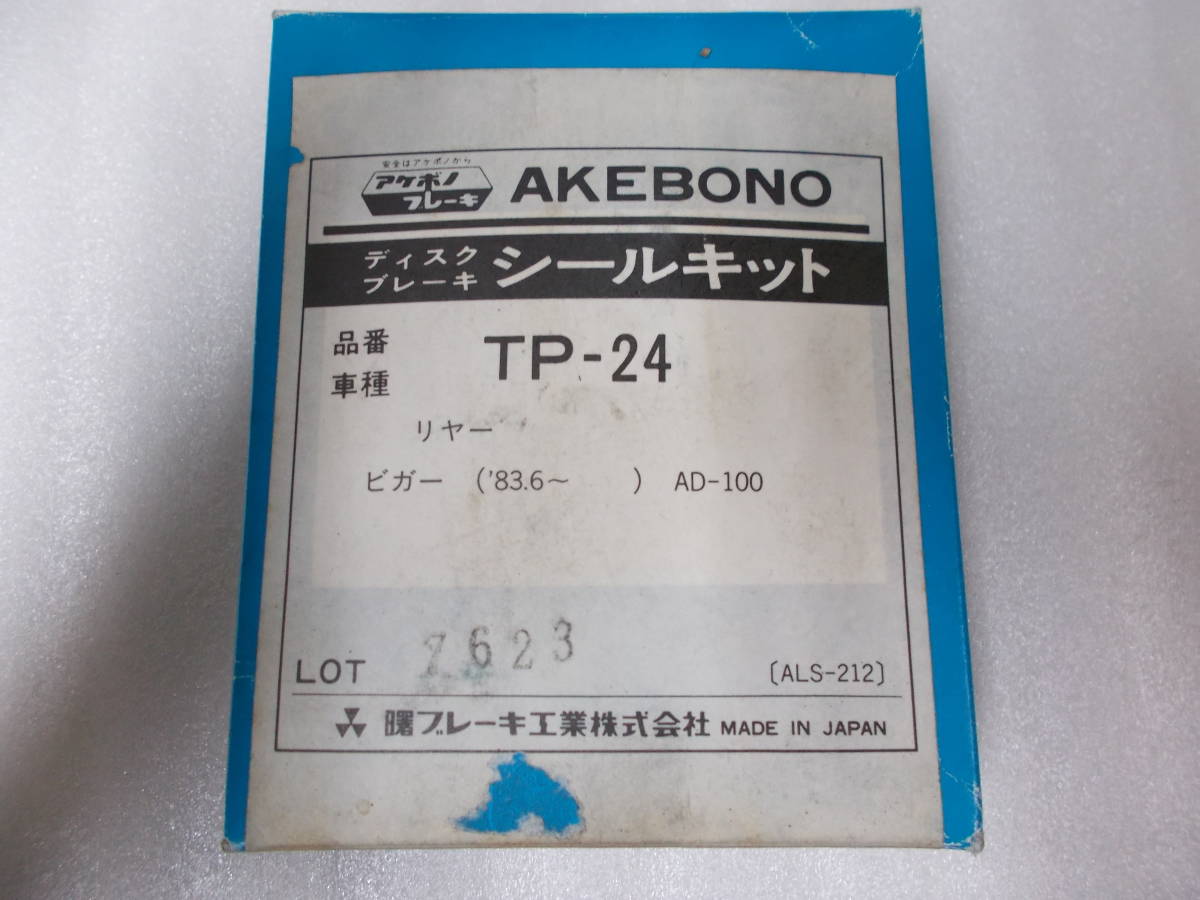 安全はアケボノから
アケボノ
ブレーキ
AKEBONO
ディスク
ブレーキ シールキット
品番 TP-24
車種
リヤー
ビガー ('83.6～ ) AD-100
LOT 7623 [ALS-212]
曙ブレーキ工業株式会社 MADE IN JAPAN